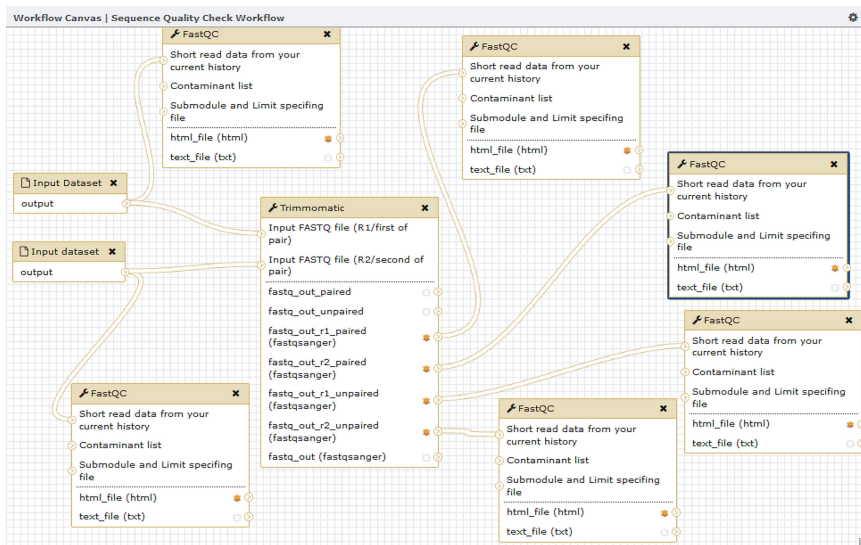 Workflow Canvas | Sequence Quality Check Workflow
FastQC
Short read data from your
current history
Contaminant list
Submodule and Limit specifing
file
html_file (html)
text_file (txt)
FastQC
Short read data from your
current history
Contaminant list
Submodule and Limit specifing
file
html_file (html)
text_file (txt)
FastQC
Short read data from your
current history
Contaminant list
Submodule and Limit specifing
file
html_file (html)
text_file (txt)
Input Dataset
output
Input dataset
output
Trimmomatic
Input FASTQ file (R1/first of
pair)
Input FASTQ file (R2/second of
pair)
fastq_out_paired
fastq_out_unpaired
fastq_out_r1_paired
(fastqsanger)
fastq_out_r2_paired
(fastqsanger)
fastq_out_r1_unpaired
(fastqsanger)
fastq_out_r2_unpaired
(fastqsanger)
fastq_out (fastqsanger)
FastQC
Short read data from your
current history
Contaminant list
Submodule and Limit specifing
file
html_file (html)
text_file (txt)
FastQC
Short read data from your
current history
Contaminant list
Submodule and Limit specifing
file
html_file (html)
text_file (txt)
FastQC
Short read data from your
current history
Contaminant list
Submodule and Limit specifing
file
html_file (html)
text_file (txt)